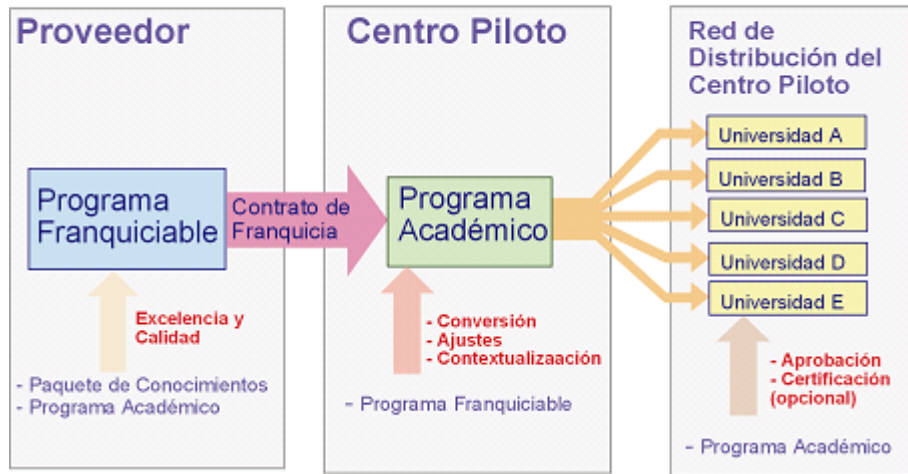 Proveedor
Programa
Franquiciable
Contrato de
Franquicia
Excelencia y
Calidad
- Paquete de Conocimientos
- Programa Académico
Centro Piloto
Programa
Académico
- Conversión
- Ajustes
- Contextualizaación
- Programa Franquiciable
Red de
Distribución del
Centro Piloto
Universidad A
Universidad B
Universidad C
Universidad D
Universidad E
- Aprobación
- Certificación
(opcional)
- Programa Académico